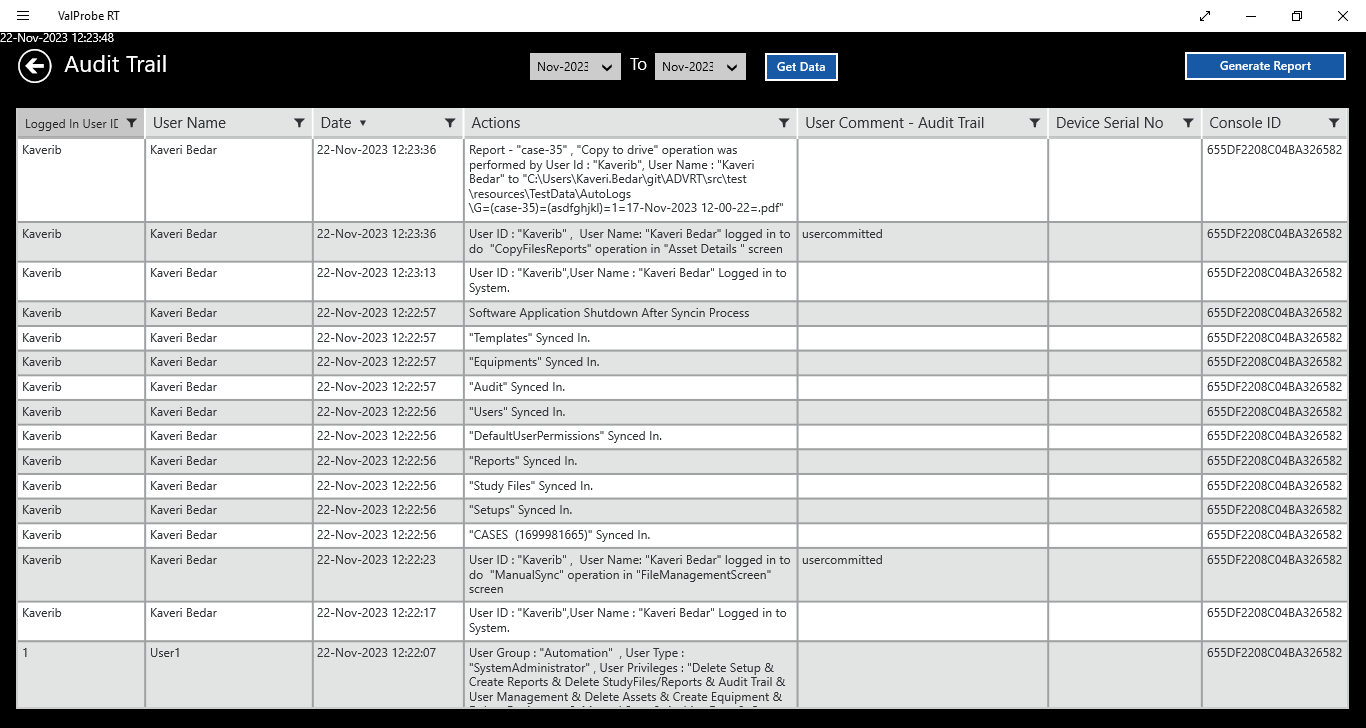 ValProbe RT
22-Nov-2023 12:23:48
Audit Trail
Nov-2023 To Nov-2023 Get Data Generate Report
Logged In User ID User Name Date Actions User Comment - Audit Trail Device Serial No Console ID
Kaverib Kaveri Bedar 22-Nov-2023 12:23:36 Report - "case-35" , "Copy to drive" operation was 655DF2208C04BA326582
performed by User Id : "Kaverib", User Name : "Kaveri
Bedar" to "C:\Users\Kaveri.Bedar\git\ADVRT\src\test
\resources\TestData\AutoLogs
\G=(case-35)=(asdfghjkl)=1=17-Nov-2023 12-00-22=.pdf"
Kaverib Kaveri Bedar 22-Nov-2023 12:23:36 User ID : "Kaverib" , User Name: "Kaveri Bedar" logged in to usercommitted 655DF2208C04BA326582
do "CopyFilesReports" operation in "Asset Details " screen
Kaverib Kaveri Bedar 22-Nov-2023 12:23:13 User ID : "Kaverib",User Name : "Kaveri Bedar" Logged in to 655DF2208C04BA326582
System.
Kaverib Kaveri Bedar 22-Nov-2023 12:22:57 Software Application Shutdown After Syncin Process 655DF2208C04BA326582
Kaverib Kaveri Bedar 22-Nov-2023 12:22:57 "Templates" Synced In. 655DF2208C04BA326582
Kaverib Kaveri Bedar 22-Nov-2023 12:22:57 "Equipments" Synced In. 655DF2208C04BA326582
Kaverib Kaveri Bedar 22-Nov-2023 12:22:57 "Audit" Synced In. 655DF2208C04BA326582
Kaverib Kaveri Bedar 22-Nov-2023 12:22:56 "Users" Synced In. 655DF2208C04BA326582
Kaverib Kaveri Bedar 22-Nov-2023 12:22:56 "DefaultUserPermissions" Synced In. 655DF2208C04BA326582
Kaverib Kaveri Bedar 22-Nov-2023 12:22:56 "Reports" Synced In. 655DF2208C04BA326582
Kaverib Kaveri Bedar 22-Nov-2023 12:22:56 "Study Files" Synced In. 655DF2208C04BA326582
Kaverib Kaveri Bedar 22-Nov-2023 12:22:56 "Setups" Synced In. 655DF2208C04BA326582
Kaverib Kaveri Bedar 22-Nov-2023 12:22:56 "CASES (1699981665)" Synced In. 655DF2208C04BA326582
Kaverib Kaveri Bedar 22-Nov-2023 12:22:23 User ID : "Kaverib" , User Name: "Kaveri Bedar" logged in to usercommitted 655DF2208C04BA326582
do "ManualSync" operation in "FileManagementScreen"
screen
Kaverib Kaveri Bedar 22-Nov-2023 12:22:17 User ID : "Kaverib",User Name : "Kaveri Bedar" Logged in to 655DF2208C04BA326582
System.
1 User1 22-Nov-2023 12:22:07 User Group : "Automation" , User Type : 655DF2208C04BA326582
"SystemAdministrator" , User Privileges : "Delete Setup &
Create Reports & Delete StudyFiles/Reports & Audit Trail &
User Management & Delete Assets & Create Equipment &